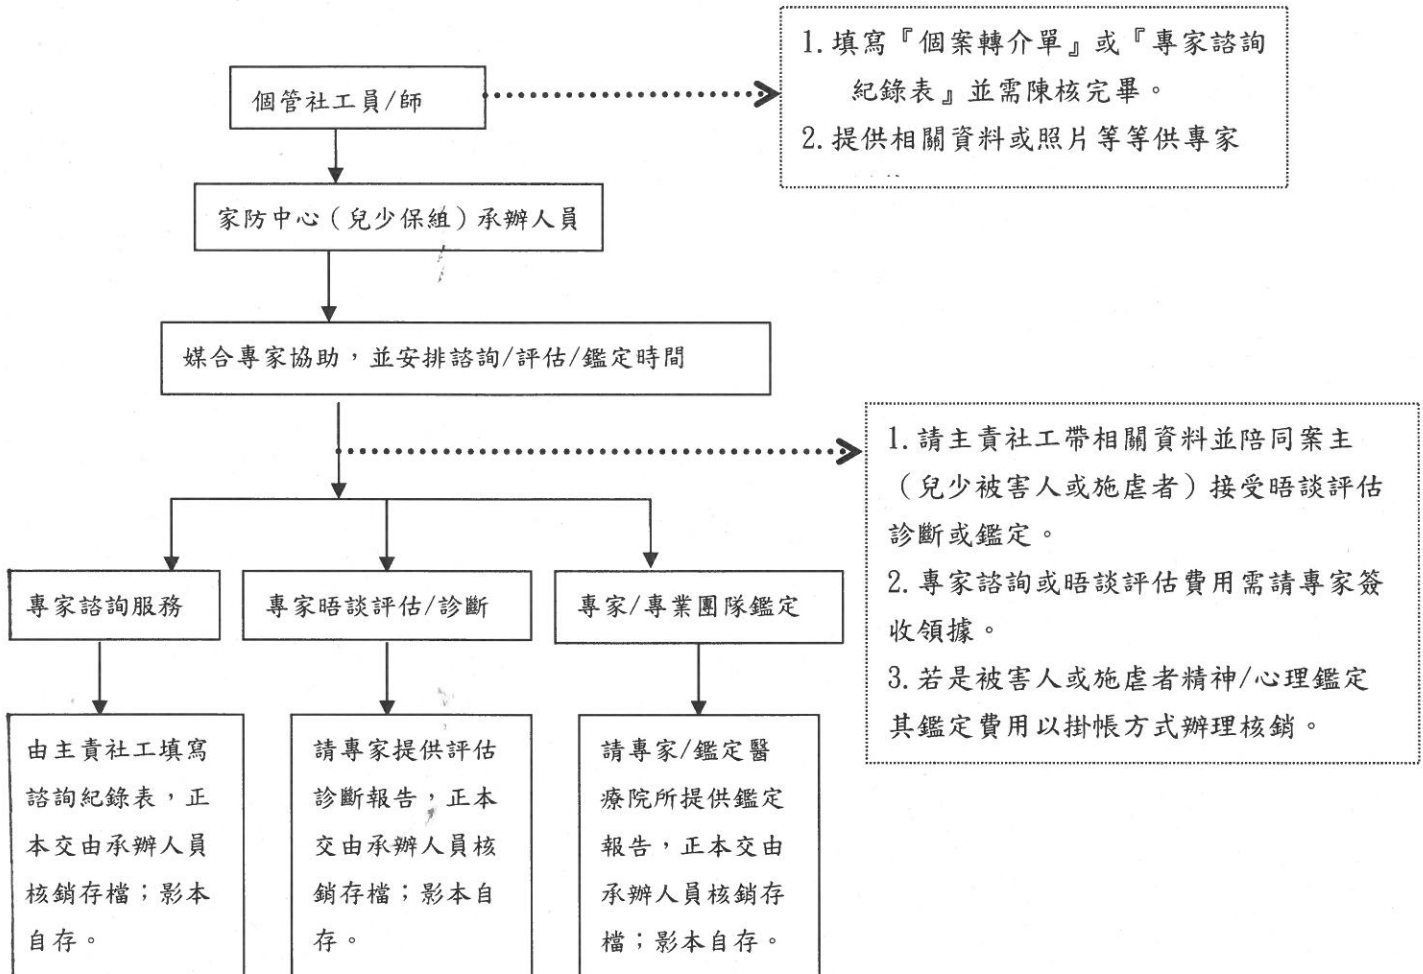 個管社工員/師
1.填寫『個案轉介單』或『專家諮詢
紀錄表』並需陳核完畢。
2.提供相關資料或照片等等供專家
家防中心（兒少保組）承辦人員
媒合專家協助，並安排諮詢/評估/鑑定時間
1.請主責社工帶相關資料並陪同案主
（兒少被害人或施虐者）接受晤談評估
診斷或鑑定。
2.專家諮詢或晤談評估費用需請專家簽
收領據。
3.若是被害人或施虐者精神/心理鑑定
其鑑定費用以掛帳方式辦理核銷。
專家諮詢服務
專家晤談評估/診斷
專家/專業團隊鑑定
由主責社工填寫
諮詢紀錄表，正
本交由承辦人員
核銷存檔；影本
自存。
請專家提供評估
診斷報告，正本
交由承辦人員核
銷存檔；影本自
存。
請專家/鑑定醫
療院所提供鑑定
報告，正本交由
承辦人員核銷存
檔；影本自存。